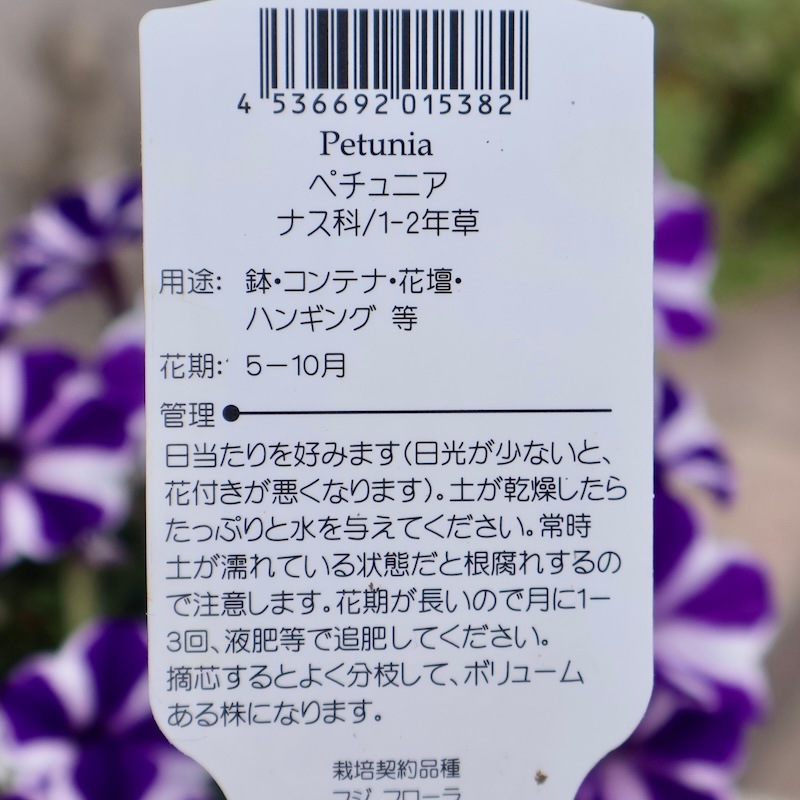 4 536692 015382
Petunia
ペチュニア
ナス科/1-2年草
用途: 鉢・コンテナ・花壇・
ハンギング 等
花期: 5-10月
管理
日当たりを好みます(日光が少ないと、
花付きが悪くなります)。土が乾燥したら
たっぷりと水を与えてください。常時
土が濡れている状態だと根腐れするの
で注意します。花期が長いので月に1-
3回、液肥等で追肥してください。
摘芯するとよく分枝して、ボリューム
ある株になります。
栽培契約品種
フジ フローラ